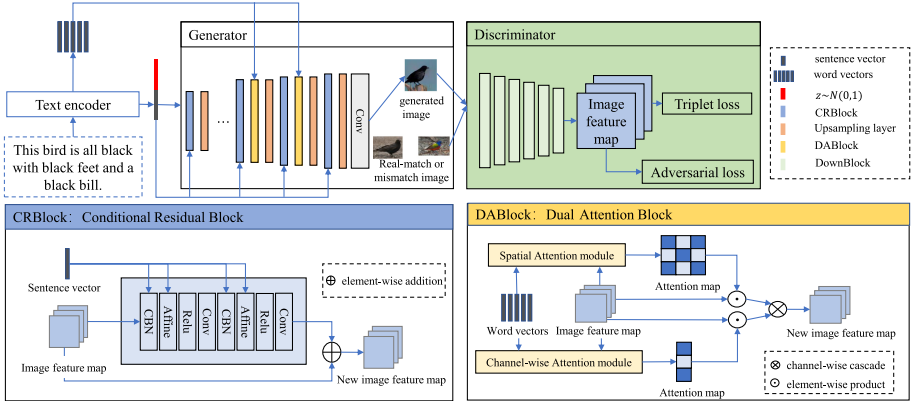 Generator
Discriminator
sentence vector
word vectors
z~N(0,1)
CRBlock
Upsampling layer
DABlock
DownBlock
Text encoder
This bird is all black
with black feet and a
black bill.
...
Conv
generated
image
Real-match or
mismatch image
Image
feature
map
Triplet loss
Adversarial loss
CRBlock: Conditional Residual Block
Sentence vector
CBN
Affine
Relu
Conv
CBN
Affine
Relu
Conv
element-wise addition
Image feature map
New image feature map
DABlock: Dual Attention Block
Spatial Attention module
Attention map
Word vectors
Image feature map
New image feature map
Channel-wise Attention module
Attention map
channel-wise cascade
element-wise product